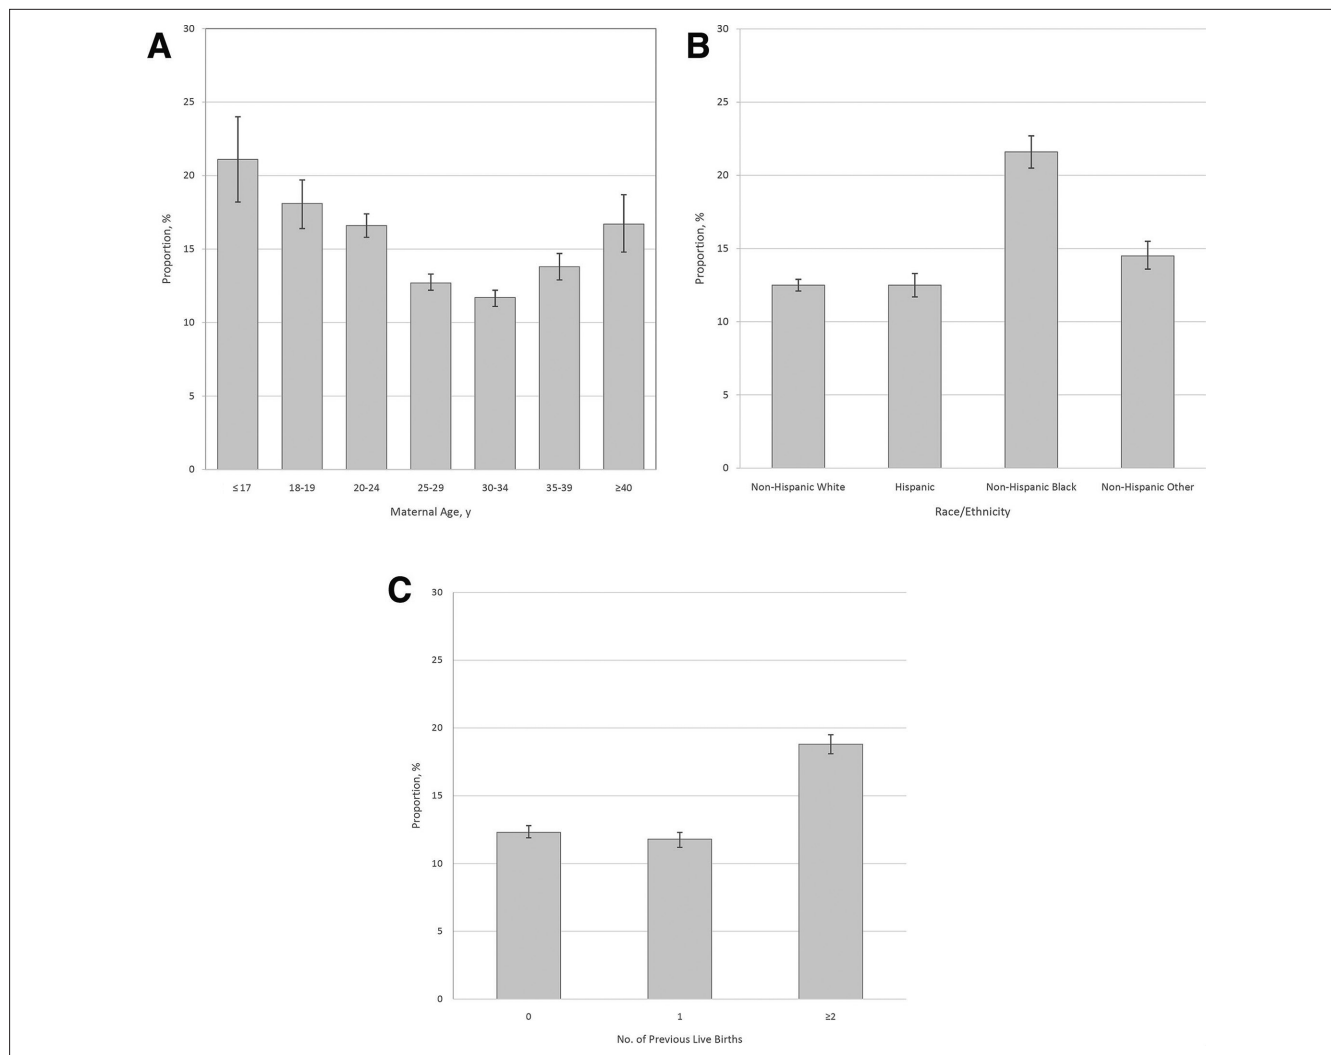 A
30
25
20
15
10
5
0
Proportion, %
≤17 18-19 20-24 25-29 30-34 35-39 ≥40
Maternal Age, y
B
30
25
20
15
10
5
0
Proportion, %
Non-Hispanic White Hispanic Non-Hispanic Black Non-Hispanic Other
Race/Ethnicity
C
30
25
20
15
10
5
0
Proportion, %
0 1 ≥2
No. of Previous Live Births